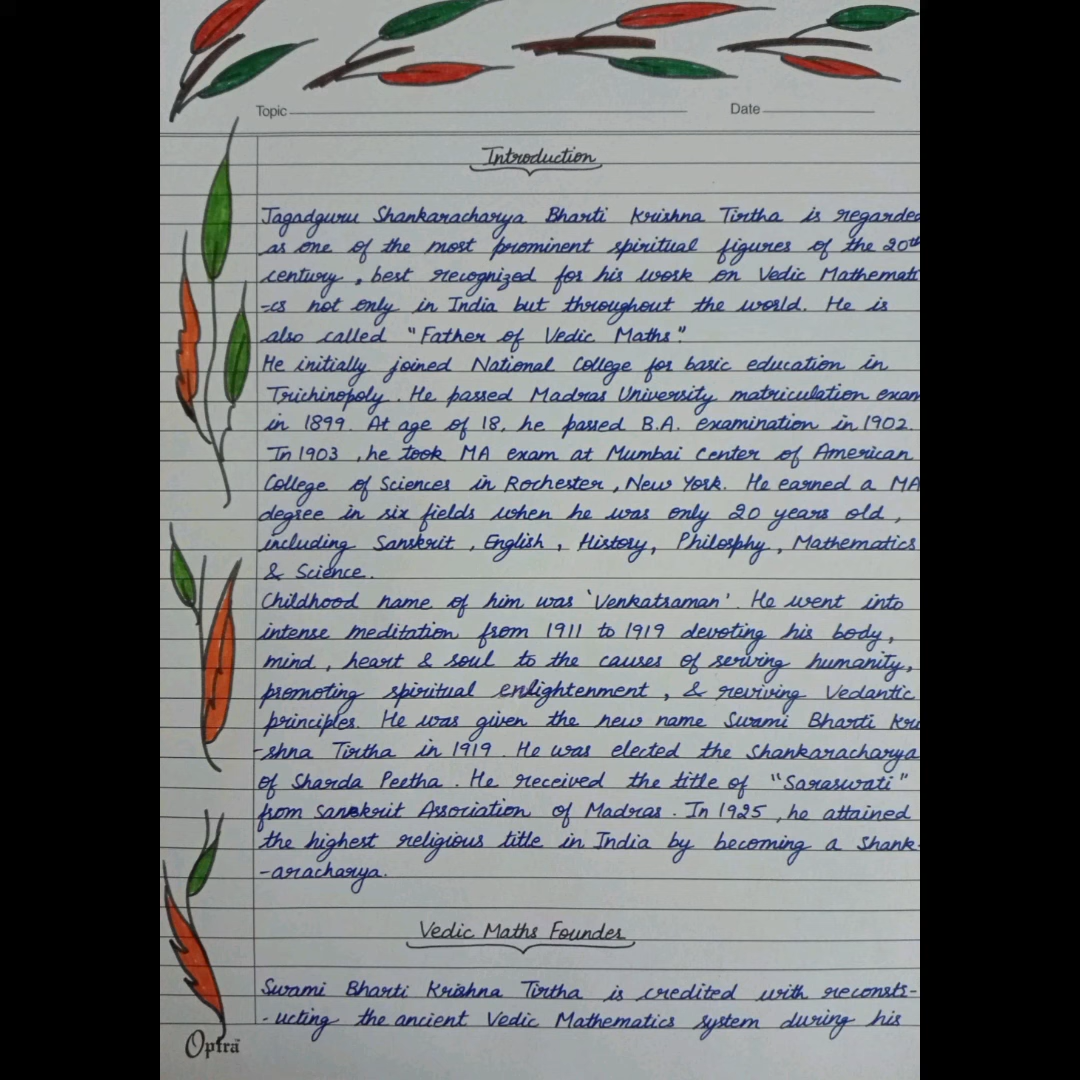 Topic
Date
Introduction
Jagadguru Shankaracharya Bharti Krishna Tirtha is regarded
as one of the most prominent spiritual figures of the 20th
century, best recognized for his work on Vedic Mathemati
-cs not only in India but throughout the world. He is
also called "Father of Vedic Maths."
He initially joined National College for basic education in
Trichinopoly. He passed Madras University matriculation exam
in 1899. At age of 18, he passed B.A. examination in 1902.
In 1903, he took MA exam at Mumbai center of American
College of Sciences in Rochester, New York. He earned a MA
degree in six fields when he was only 20 years old,
including Sanskrit, English, History, Philosphy, Mathematics
& Science.
Childhood name of him was 'Venkatraman'. He went into
intense meditation from 1911 to 1919 devoting his body,
mind, heart & soul to the causes of serving humanity,
promoting spiritual enlightenment, & reviving Vedantic
principles. He was given the new name Swami Bharti Kri
-shna Tirtha in 1919. He was elected the Shankaracharya
of Sharda Peetha. He received the title of "Saraswati"
from Sanskrit Association of Madras. In 1925, he attained
the highest religious title in India by becoming a Shank-
-aracharya.
Vedic Maths Founder
Swami Bharti Krishna Tirtha is credited with reconstr-
-ucting the ancient Vedic Mathematics system during his
Optra